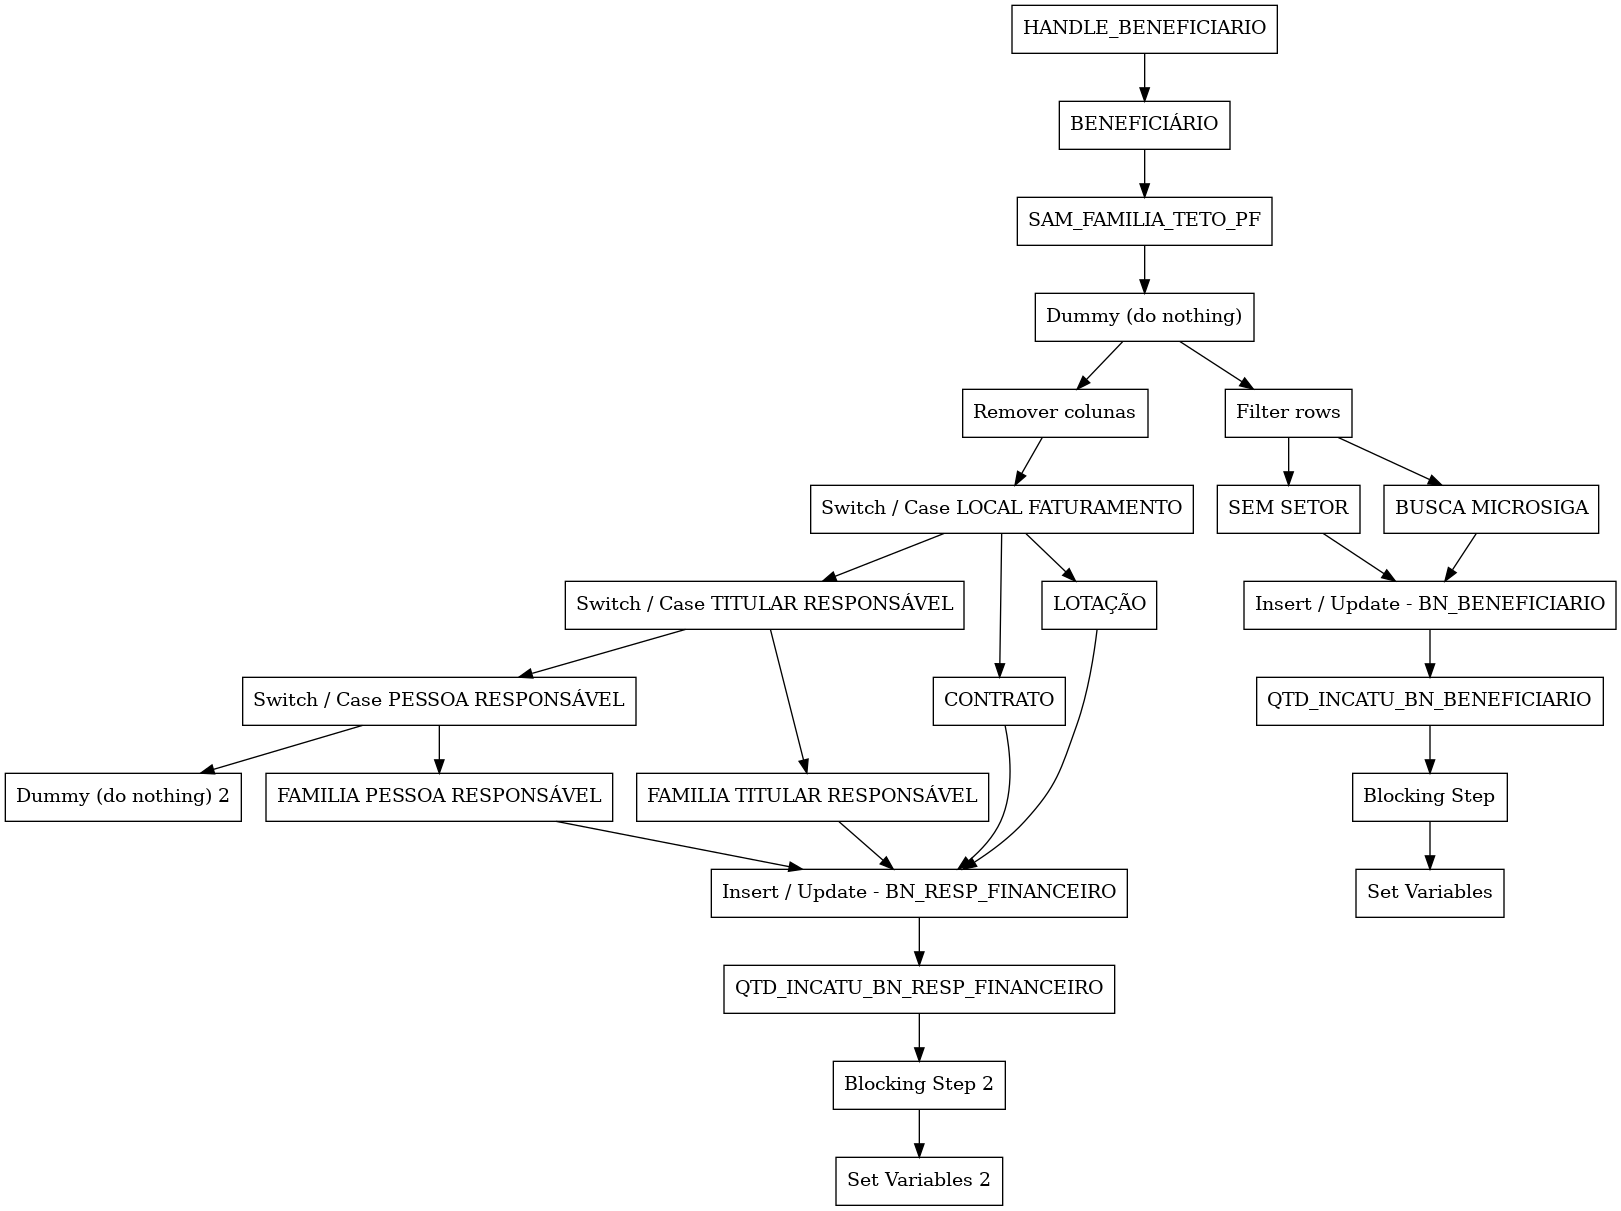 HANDLE_BENEFICIARIO
BENEFICIÁRIO
SAM_FAMILIA_TETO_PF
Dummy (do nothing)
Remover colunas
Filter rows
Switch / Case LOCAL FATURAMENTO
SEM SETOR
BUSCA MICROSIGA
Switch / Case TITULAR RESPONSÁVEL
LOTAÇÃO
Insert / Update - BN_BENEFICIARIO
Switch / Case PESSOA RESPONSÁVEL
CONTRATO
QTD_INCATU_BN_BENEFICIARIO
Dummy (do nothing) 2
FAMILIA PESSOA RESPONSÁVEL
FAMILIA TITULAR RESPONSÁVEL
Blocking Step
Insert / Update - BN_RESP_FINANCEIRO
Set Variables
QTD_INCATU_BN_RESP_FINANCEIRO
Blocking Step 2
Set Variables 2